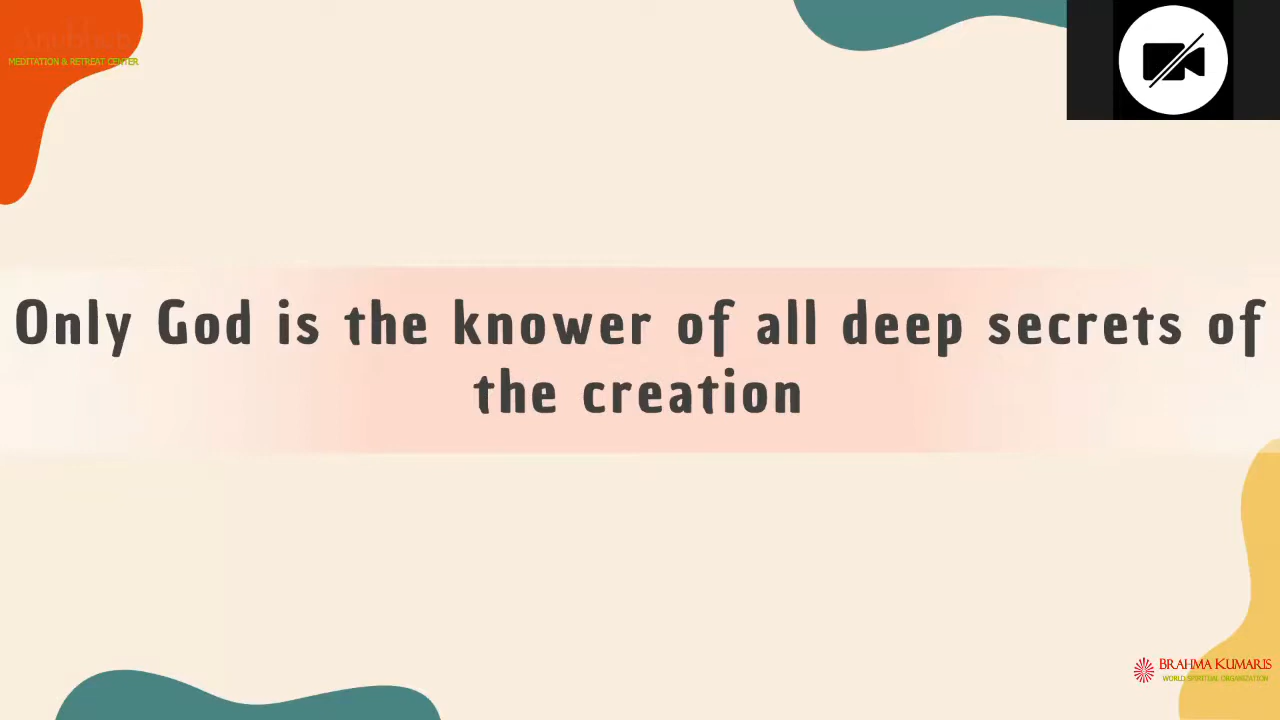 Anubhuti
MEDITATION & RETREAT CENTER
Only God is the knower of all deep secrets of
the creation
BRAHMA KUMARIS
WORLD SPIRITUAL ORGANIZATION